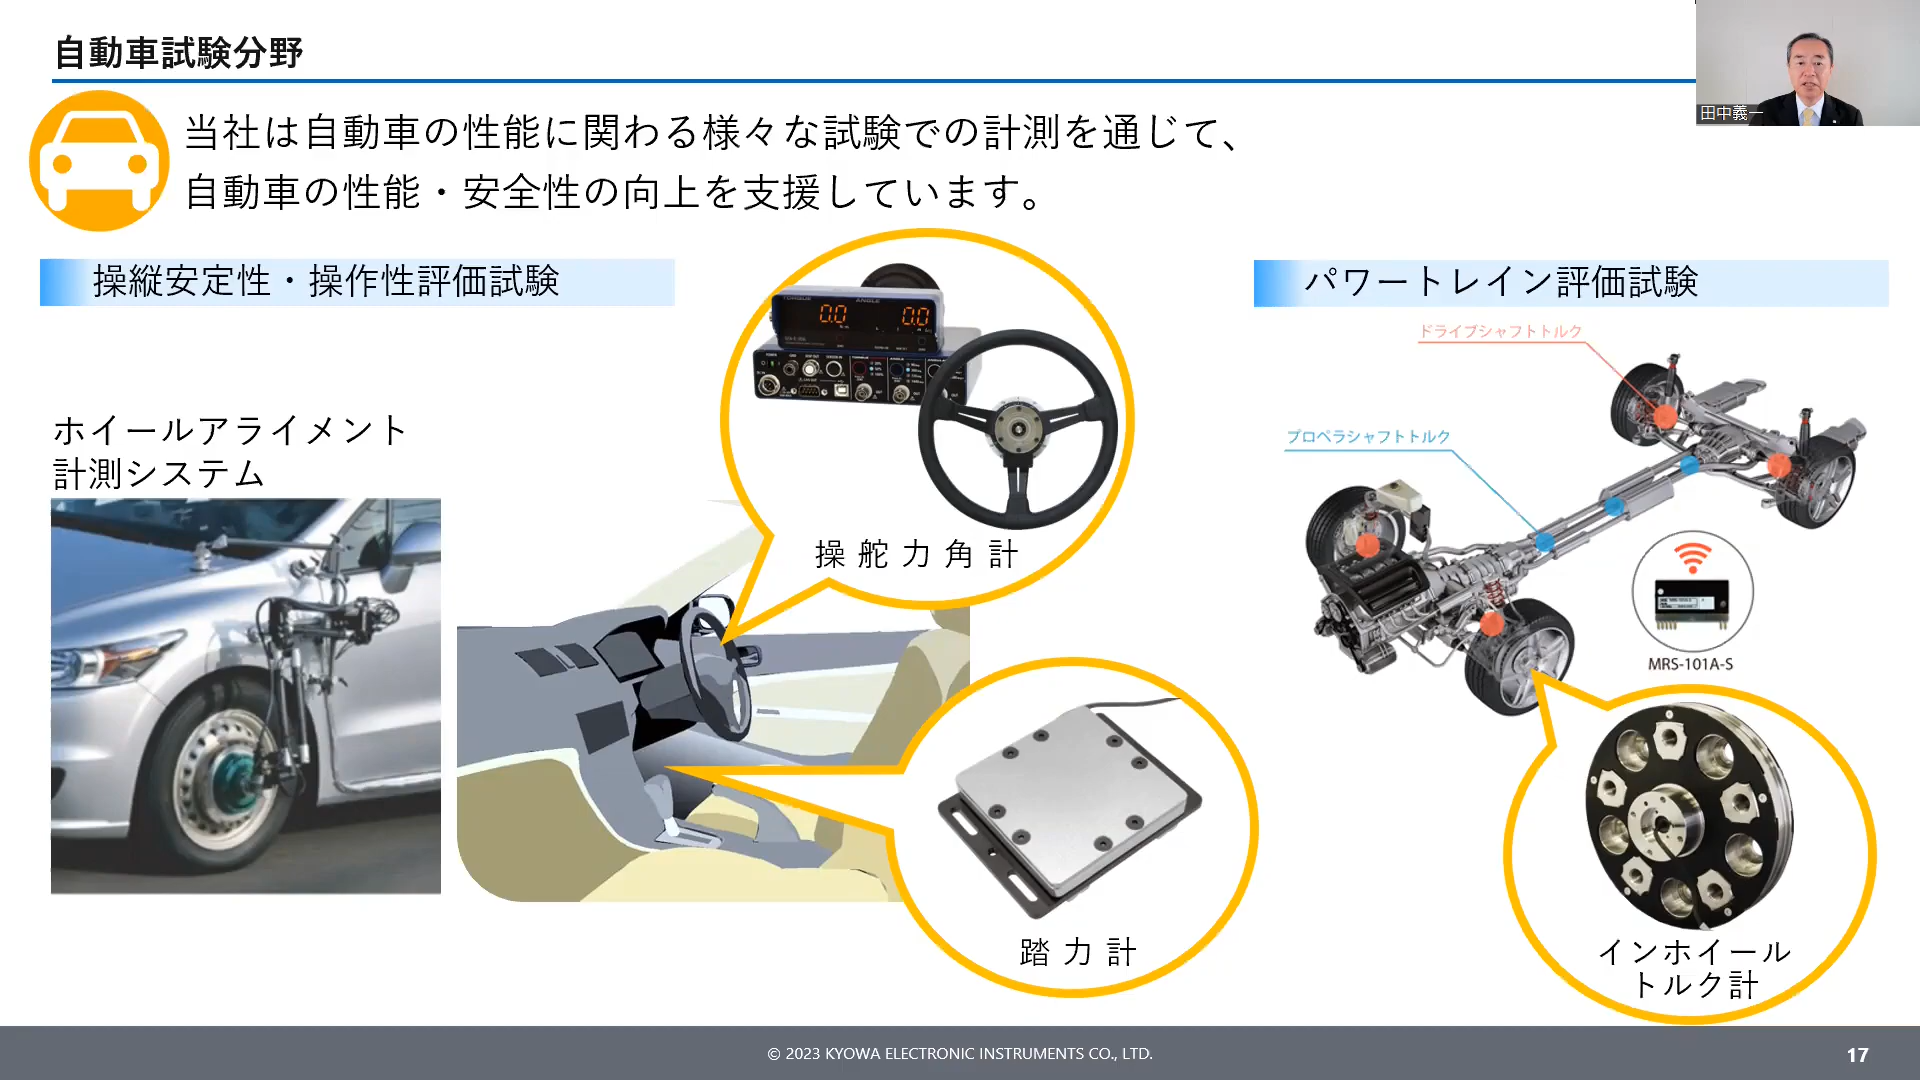 自動車試験分野
田中義一
当社は自動車の性能に関わる様々な試験での計測を通じて、
自動車の性能・安全性の向上を支援しています。
操縦安定性・操作性評価試験
パワートレイン評価試験
TORQUE
ANGLE
0.0
0.0
ドライブシャフトトルク
プロペラシャフトトルク
ホイールアライメント
計測システム
操舵力角計
MRS-101A-S
踏力計
インホイール
トルク計
© 2023 KYOWA ELECTRONIC INSTRUMENTS CO., LTD.
17